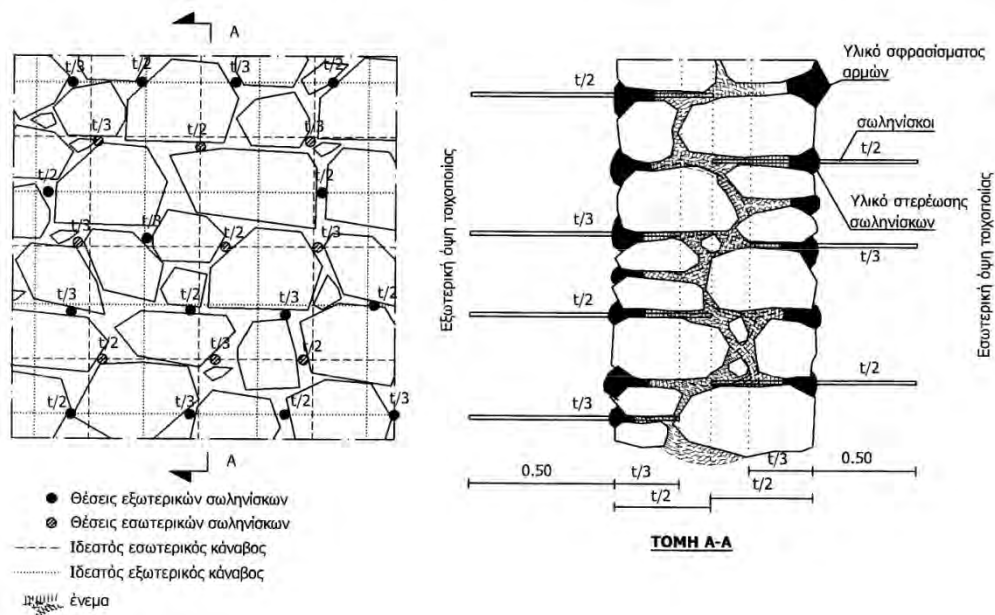 A
t/3
t/2
t/3
t/2
t/3
t/2
t/3
t/2
t/3
t/2
t/3
t/3
t/2
t/3
t/2
t/3
t/2
t/2
t/3
t/2
t/2
t/3
t/2
t/3
A
● Θέσεις εξωτερικών σωληνίσκων
Θέσεις εσωτερικών σωληνίσκων
Ιδεατός εσωτερικός κάναβος
Ιδεατός εξωτερικός κάναβος
ένεμα
Εξωτερική όψη τοιχοποιίας
t/2
t/3
t/2
t/3
Υλικό σφρασίσματος
αρμών
σωληνίσκοι
t/2
Υλικό στερέωσης
σωληνίσκων
t/3
t/2
Εσωτερική όψη τοιχοποιίας
0.50
t/3
t/2
t/3
t/2
0.50
ΤΟΜΗ Α-Α